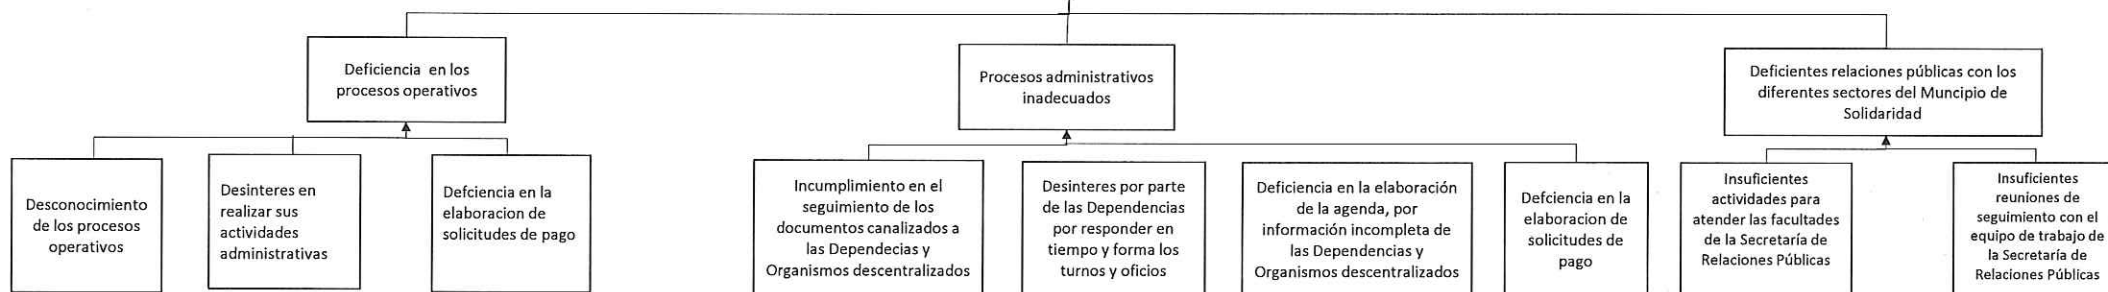 Deficiencia en los
procesos operativos
Procesos administrativos
inadecuados
Deficientes relaciones públicas con los
diferentes sectores del Muncipio de
Solidaridad
Desconocimiento
de los procesos
operativos
Desinteres en
realizar sus
actividades
administrativas
Defciencia en la
elaboracion de
solicitudes de pago
Incumplimiento en el
seguimiento de los
documentos canalizados a
las Dependecias y
Organismos descentralizados
Desinteres por parte
de las Dependencias
por responder en
tiempo y forma los
turnos y oficios
Deficiencia en la elaboración
de la agenda, por
información incompleta de
las Dependencias y
Organismos descentralizados
Defciencia en la
elaboracion de
solicitudes de
pago
Insuficientes
actividades para
atender las facultades
de la Secretaría de
Relaciones Públicas
Insuficientes
reuniones de
seguimiento con el
equipo de trabajo de
la Secretaría de
Relaciones Públicas